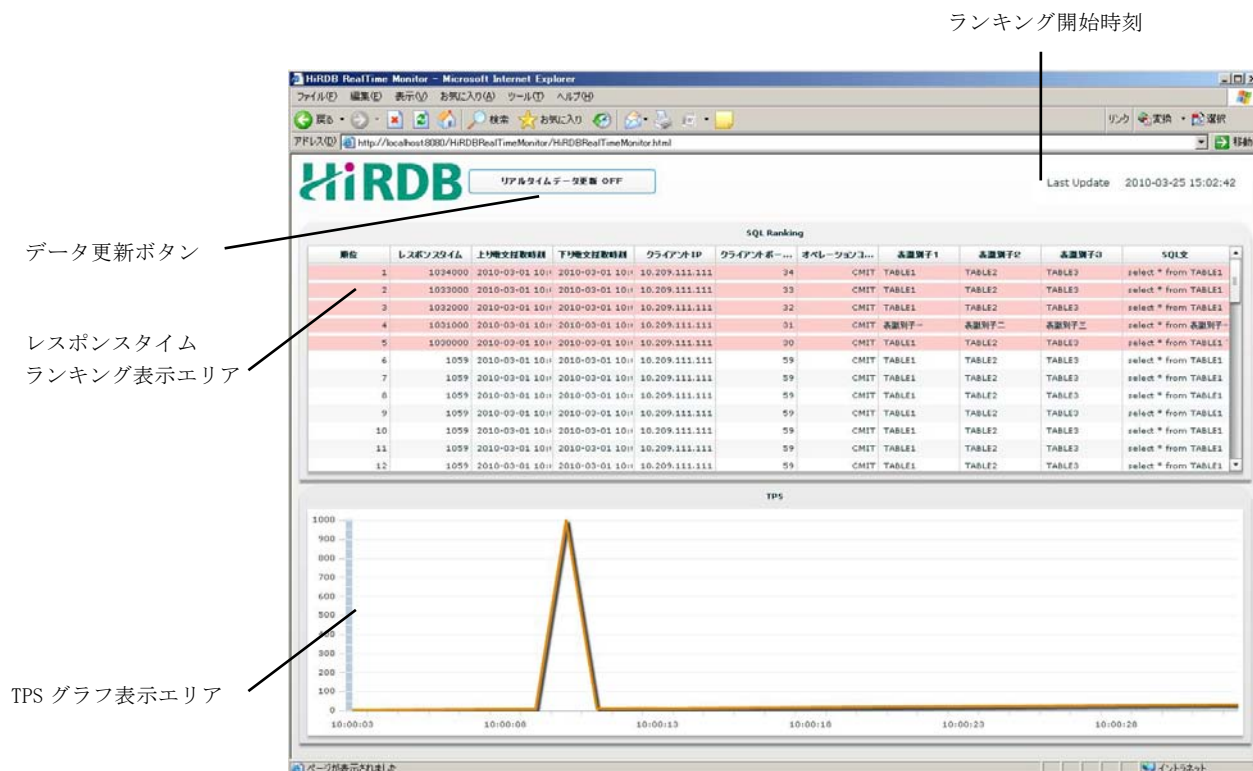 ランキング開始時刻
HiRDB RealTime Monitor - Microsoft Internet Explorer
ファイル(F) 編集(E) 表示(V) お気に入り(A) ツール(T) ヘルプ(H)
戻る 検索 お気に入り リンク 変換 選択
アドレス(D) http://localhost:8080/HiRDBRealTimeMonitor/HiRDBRealTimeMonitor.html 移動
HiRDB リアルタイムデータ更新 OFF Last Update 2010-03-25 15:02:42
データ更新ボタン
SQL Ranking
順位 レスポンスタイム 上り電文採取時刻 下り電文採取時刻 クライアントIP クライアントポー... オペレーションコ... 表識別子1 表識別子2 表識別子3 SQL文
1 1034000 2010-03-01 10: 2010-03-01 10: 10.209.111.111 34 CMIT TABLE1 TABLE2 TABLE3 select * from TABLE1
2 1033000 2010-03-01 10: 2010-03-01 10: 10.209.111.111 33 CMIT TABLE1 TABLE2 TABLE3 select * from TABLE1
3 1032000 2010-03-01 10: 2010-03-01 10: 10.209.111.111 32 CMIT TABLE1 TABLE2 TABLE3 select * from TABLE1
4 1031000 2010-03-01 10: 2010-03-01 10: 10.209.111.111 31 CMIT 表識別子一 表識別子二 表識別子三 select * from 表識別子一
5 1030000 2010-03-01 10: 2010-03-01 10: 10.209.111.111 30 CMIT TABLE1 TABLE2 TABLE3 select * from TABLE1
6 1059 2010-03-01 10: 2010-03-01 10: 10.209.111.111 59 CMIT TABLE1 TABLE2 TABLE3 select * from TABLE1
7 1059 2010-03-01 10: 2010-03-01 10: 10.209.111.111 59 CMIT TABLE1 TABLE2 TABLE3 select * from TABLE1
8 1059 2010-03-01 10: 2010-03-01 10: 10.209.111.111 59 CMIT TABLE1 TABLE2 TABLE3 select * from TABLE1
9 1059 2010-03-01 10: 2010-03-01 10: 10.209.111.111 59 CMIT TABLE1 TABLE2 TABLE3 select * from TABLE1
10 1059 2010-03-01 10: 2010-03-01 10: 10.209.111.111 59 CMIT TABLE1 TABLE2 TABLE3 select * from TABLE1
11 1059 2010-03-01 10: 2010-03-01 10: 10.209.111.111 59 CMIT TABLE1 TABLE2 TABLE3 select * from TABLE1
12 1059 2010-03-01 10: 2010-03-01 10: 10.209.111.111 59 CMIT TABLE1 TABLE2 TABLE3 select * from TABLE1
レスポンスタイム
ランキング表示エリア
TPS
1000
900
800
700
600
500
400
300
200
100
0
10:00:03 10:00:08 10:00:13 10:00:18 10:00:23 10:00:28
TPS グラフ表示エリア
ページが表示されました イントラネット